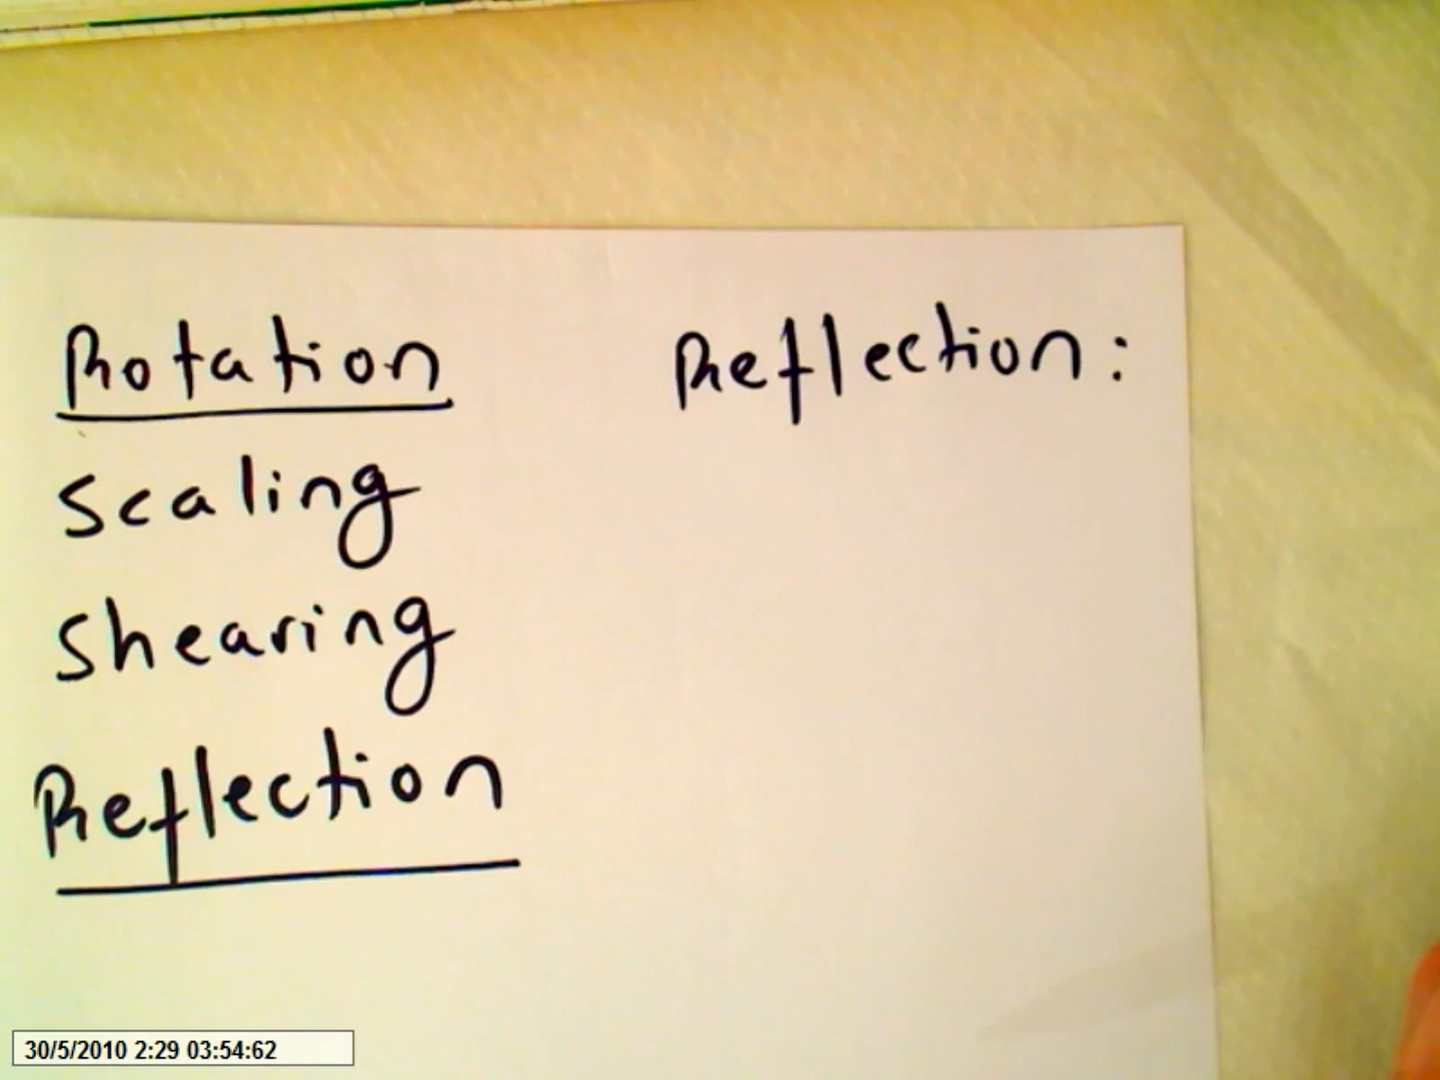 Rotation
scaling
shearing
Reflection
Reflection:
30/5/2010 2:29 03:54:62